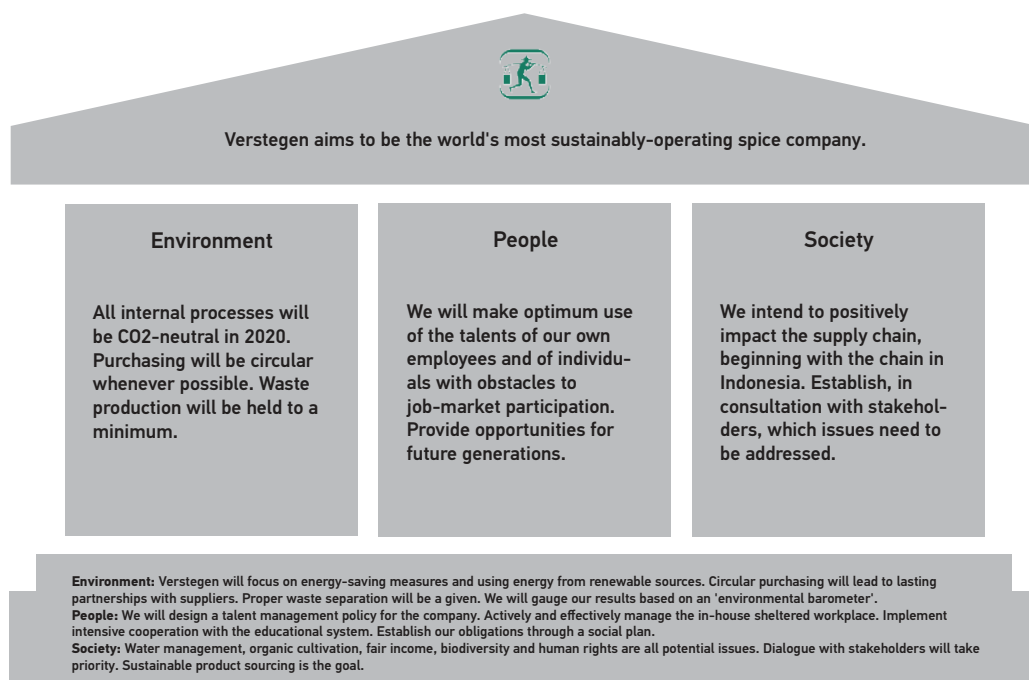 Verstegen aims to be the world's most sustainably-operating spice company.
Environment
All internal processes will
be CO2-neutral in 2020.
Purchasing will be circular
whenever possible. Waste
production will be held to a
minimum.
People
We will make optimum use
of the talents of our own
employees and of individu-
als with obstacles to
job-market participation.
Provide opportunities for
future generations.
Society
We intend to positively
impact the supply chain,
beginning with the chain in
Indonesia. Establish, in
consultation with stakehol-
ders, which issues need to
be addressed.
Environment: Verstegen will focus on energy-saving measures and using energy from renewable sources. Circular purchasing will lead to lasting
partnerships with suppliers. Proper waste separation will be a given. We will gauge our results based on an 'environmental barometer'.
People: We will design a talent management policy for the company. Actively and effectively manage the in-house sheltered workplace. Implement
intensive cooperation with the educational system. Establish our obligations through a social plan.
Society: Water management, organic cultivation, fair income, biodiversity and human rights are all potential issues. Dialogue with stakeholders will take
priority. Sustainable product sourcing is the goal.